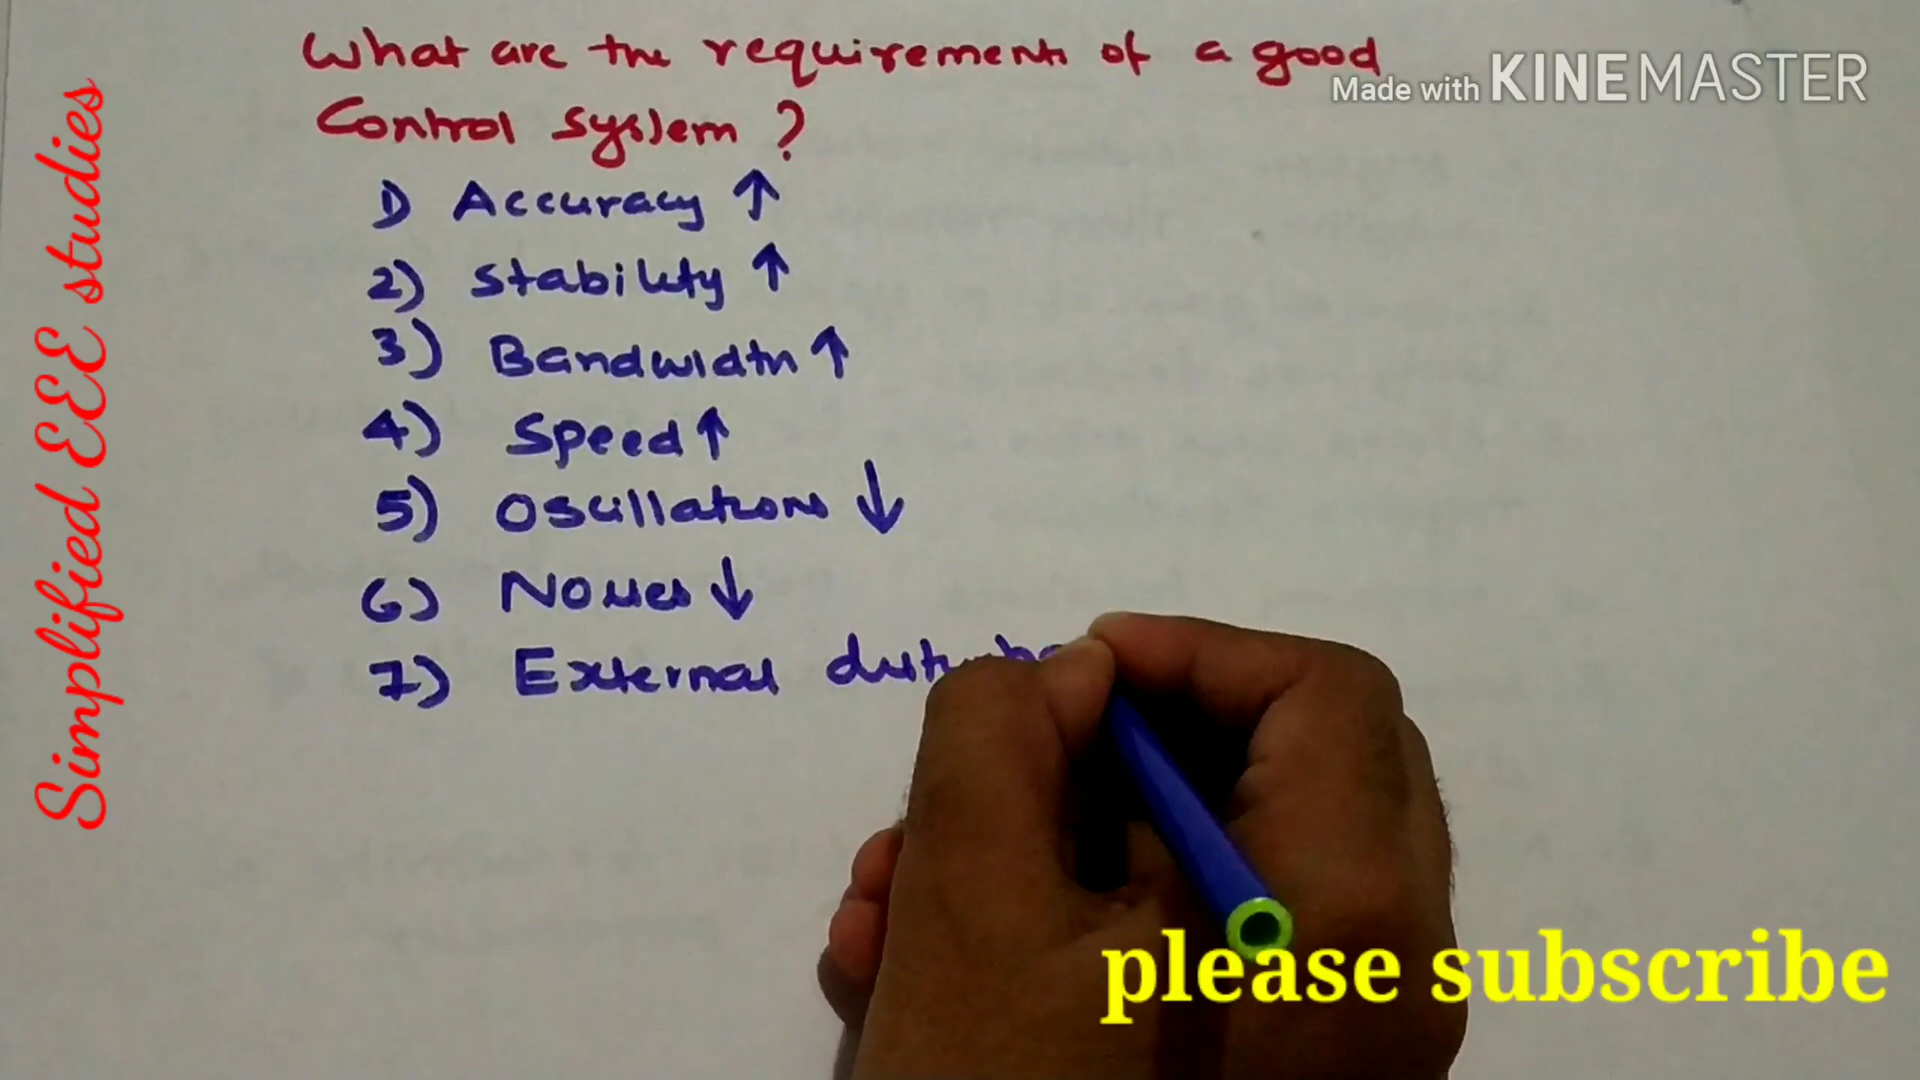 What are the requirements of a good
Control system ?
Made with KINEMASTER
Simplified EEE studies
1) Accuracy ↑
2) Stability ↑
3) Bandwidth ↑
4) Speed ↑
5) Oscillations ↓
6) Noises ↓
7) External
please subscribe